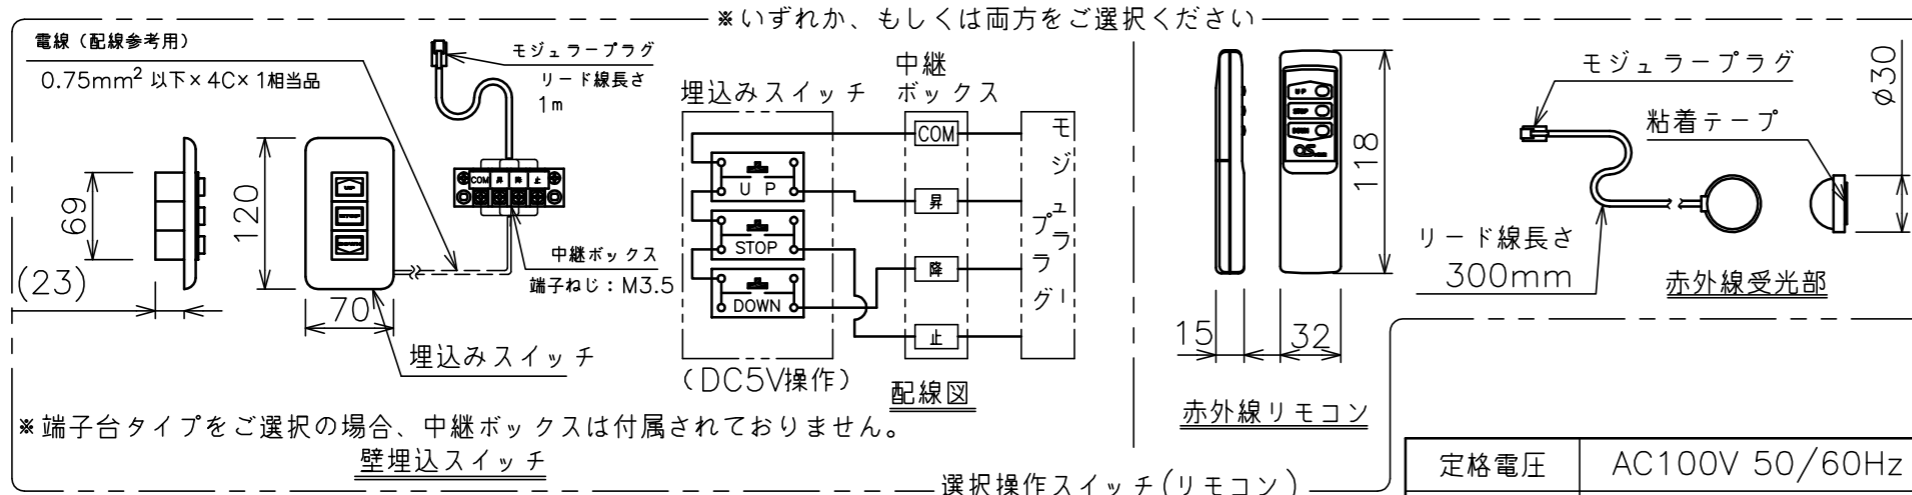 ※いずれか、もしくは両方をご選択ください
電線（配線参考用）
0.75mm² 以下×4C×1相当品
モジュラープラグ
リード線長さ
1m
69
(23)
120
70
UP
COM 昇 降 止
中継ボックス
端子ねじ：M3.5
埋込みスイッチ
埋込みスイッチ
中継
ボックス
UP
STOP
DOWN
COM
昇
降
止
モジュラープラグ
(DC5V操作)
配線図
※端子台タイプをご選択の場合、中継ボックスは付属されておりません。
壁埋込スイッチ
UP
STOP
DOWN
OS
118
15
32
赤外線リモコン
モジュラープラグ
粘着テープ
ø30
リード線長さ
300mm
赤外線受光部
選択操作スイッチ(リモコン)
定格電圧 AC100V 50/60Hz